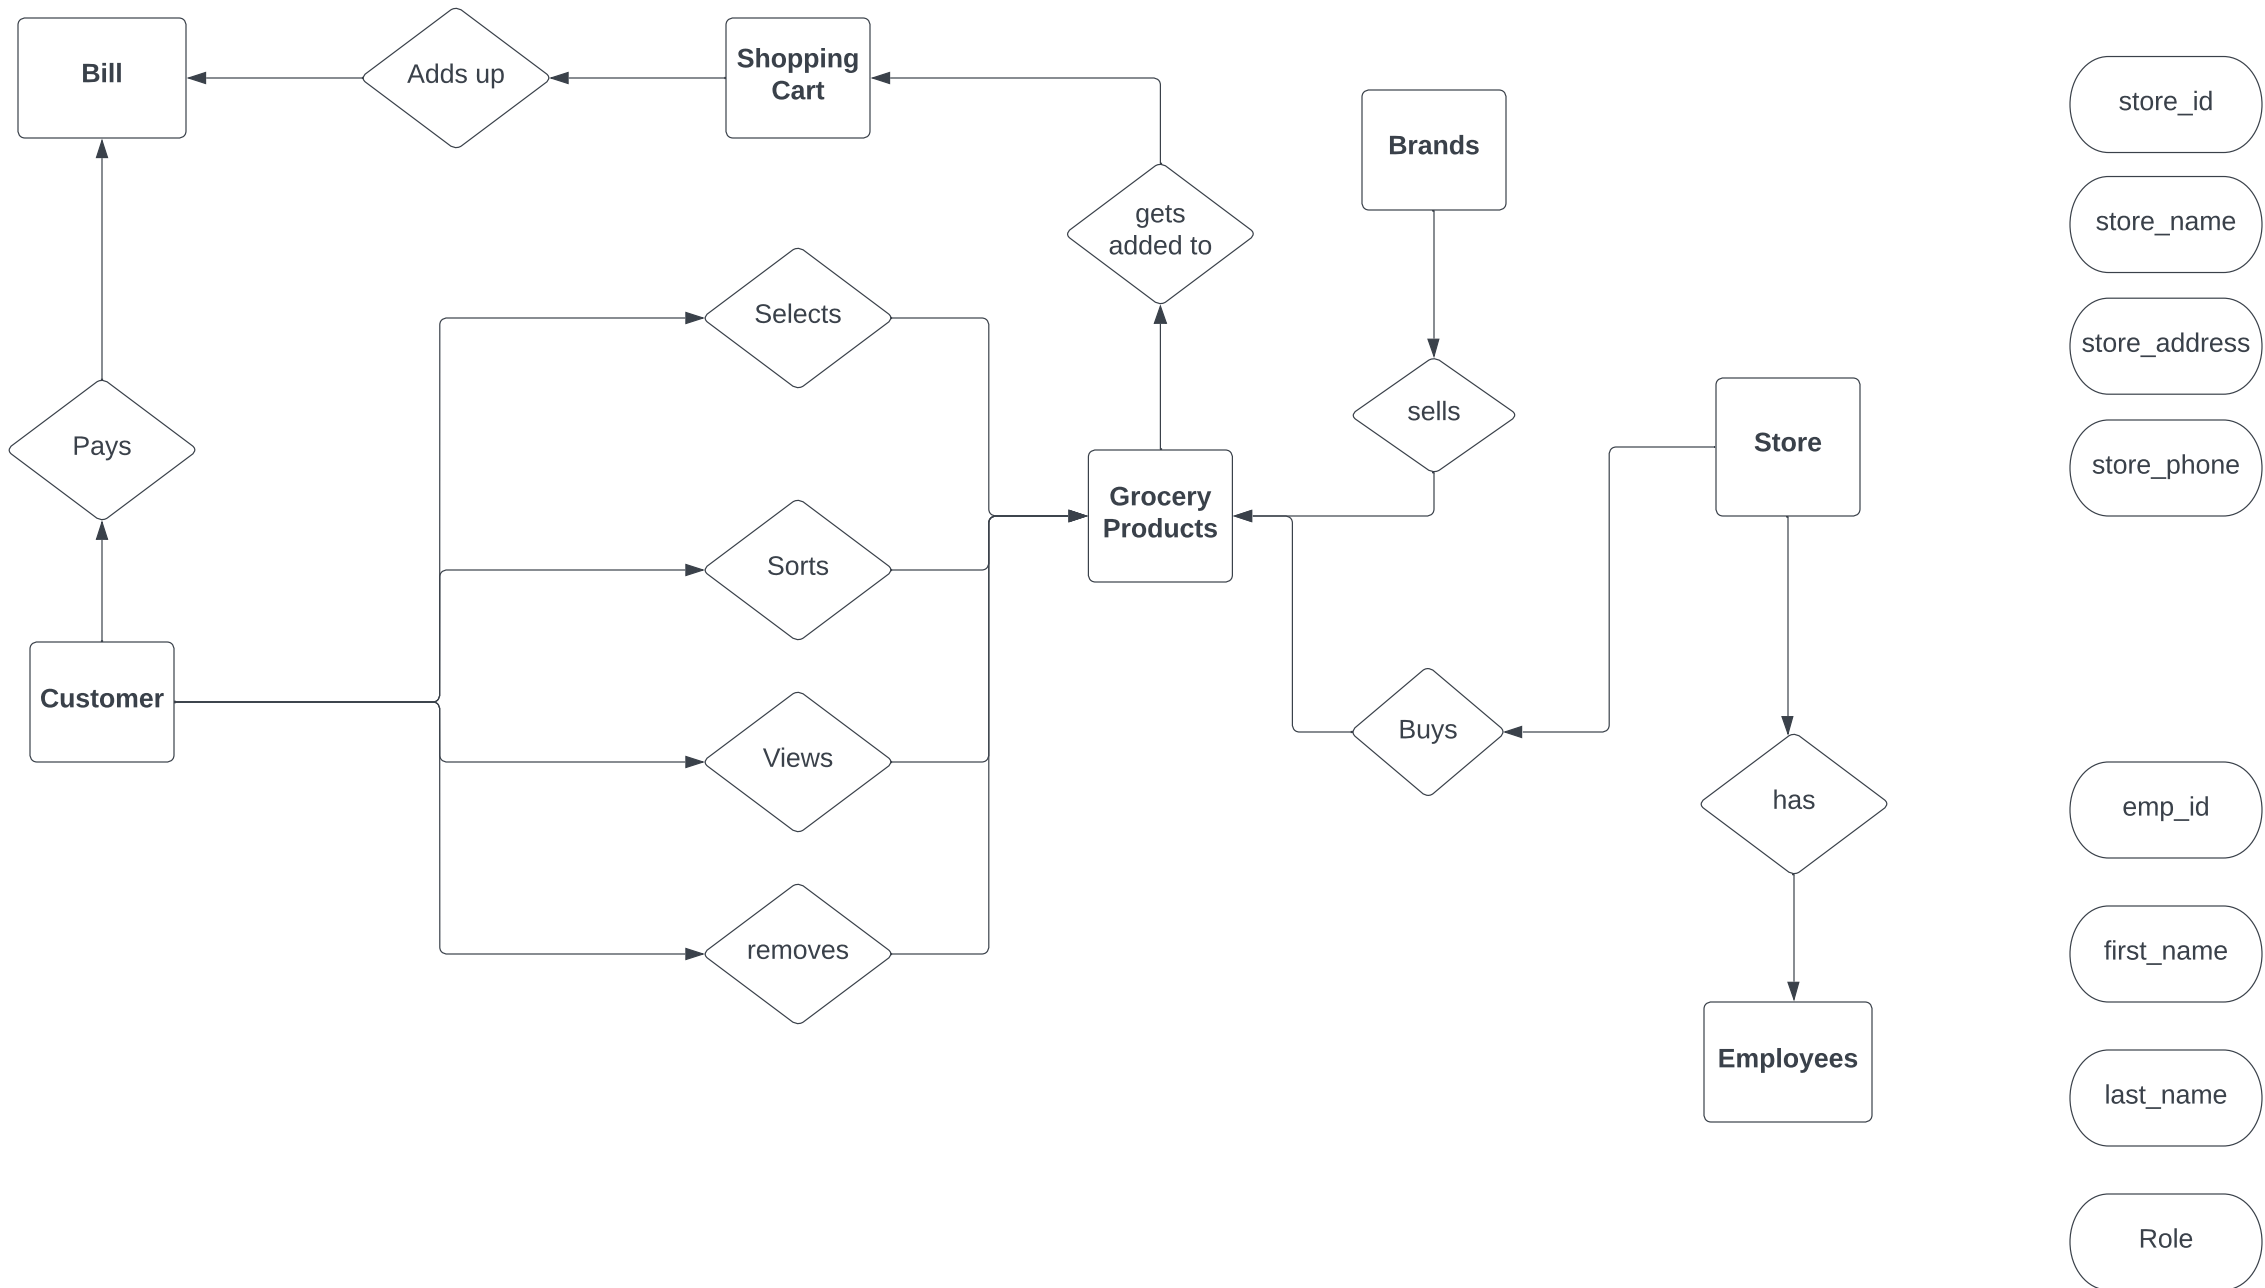 Bill
Adds up
Shopping
Cart
Brands
store_id
store_name
gets
added to
Selects
store_address
sells
Pays
Store
store_phone
Grocery
Products
Sorts
Customer
Buys
Views
has
emp_id
removes
first_name
Employees
last_name
Role